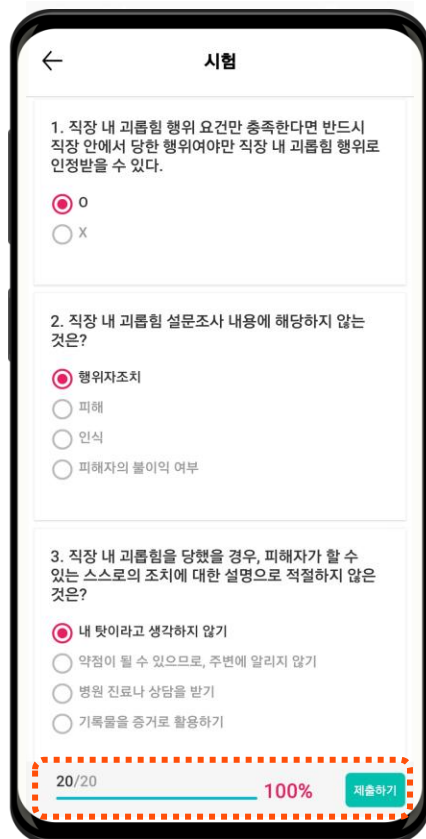 시험
1. 직장 내 괴롭힘 행위 요건만 충족한다면 반드시
직장 안에서 당한 행위여야만 직장 내 괴롭힘 행위로
인정받을 수 있다.
O
X
2. 직장 내 괴롭힘 설문조사 내용에 해당하지 않는
것은?
행위자조치
피해
인식
피해자의 불이익 여부
3. 직장 내 괴롭힘을 당했을 경우, 피해자가 할 수
있는 스스로의 조치에 대한 설명으로 적절하지 않은
것은?
내 탓이라고 생각하지 않기
약점이 될 수 있으므로, 주변에 알리지 않기
병원 진료나 상담을 받기
기록물을 증거로 활용하기
20/20
100%
제출하기